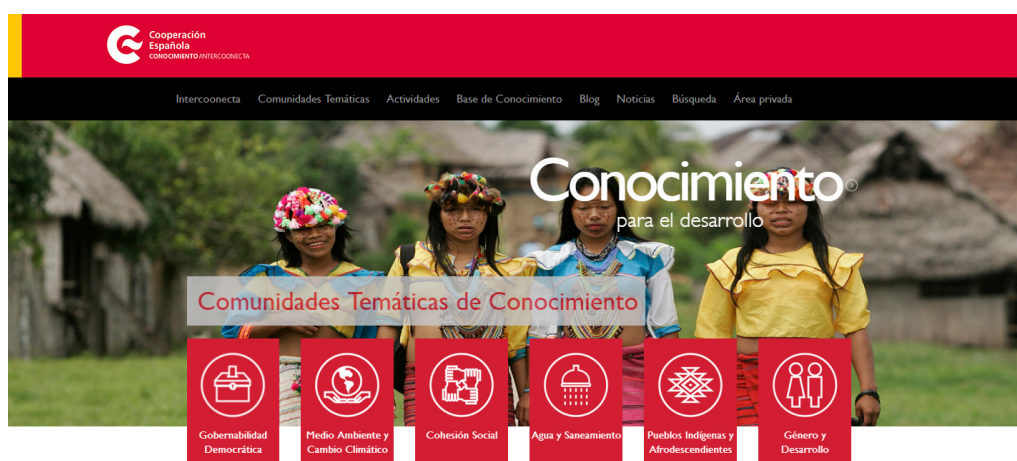 Cooperación
Española
CONOCIMIENTO/INTERCOONECTA
Intercoonecta Comunidades Temáticas Actividades Base de Conocimiento Blog Noticias Búsqueda Área privada
Conocimiento
para el desarrollo
Comunidades Temáticas de Conocimiento
Gobernabilidad
Democrática
Medio Ambiente y
Cambio Climático
Cohesión Social
Agua y Saneamiento
Pueblos Indígenas y
Afrodescendientes
Género y
Desarrollo